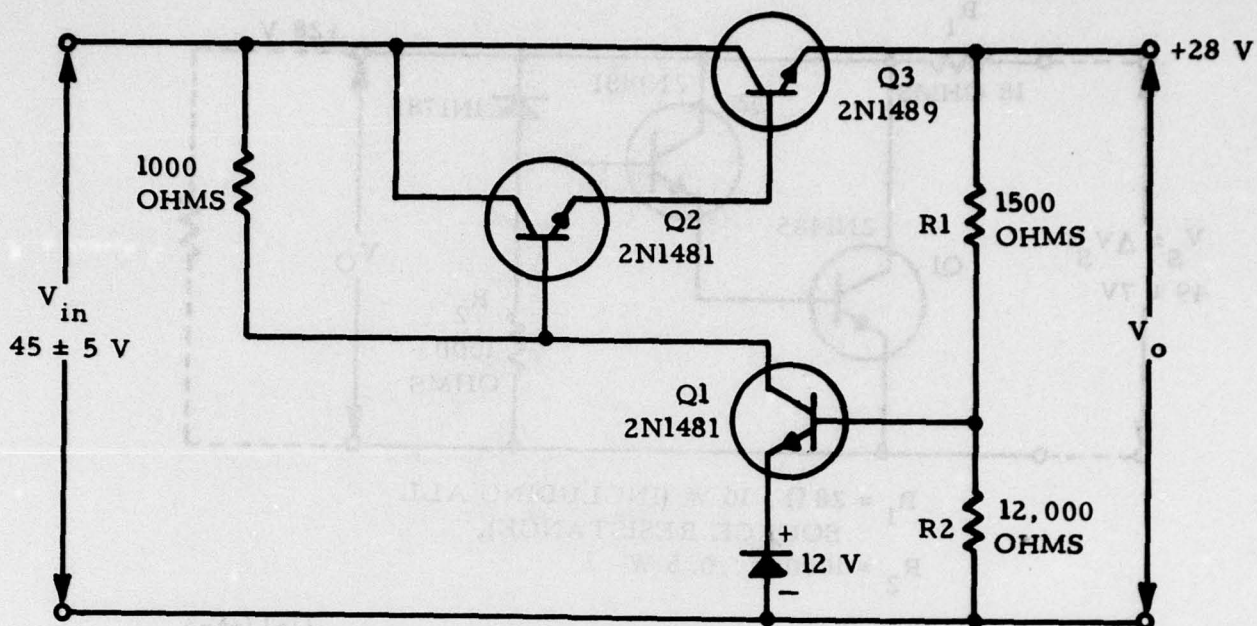 +28 V
Q3
2N1489
1000
OHMS
Q2
2N1481
R1
1500
OHMS
V in
45 ± 5 V
V o
Q1
2N1481
R2
12,000
OHMS
+
12 V
-